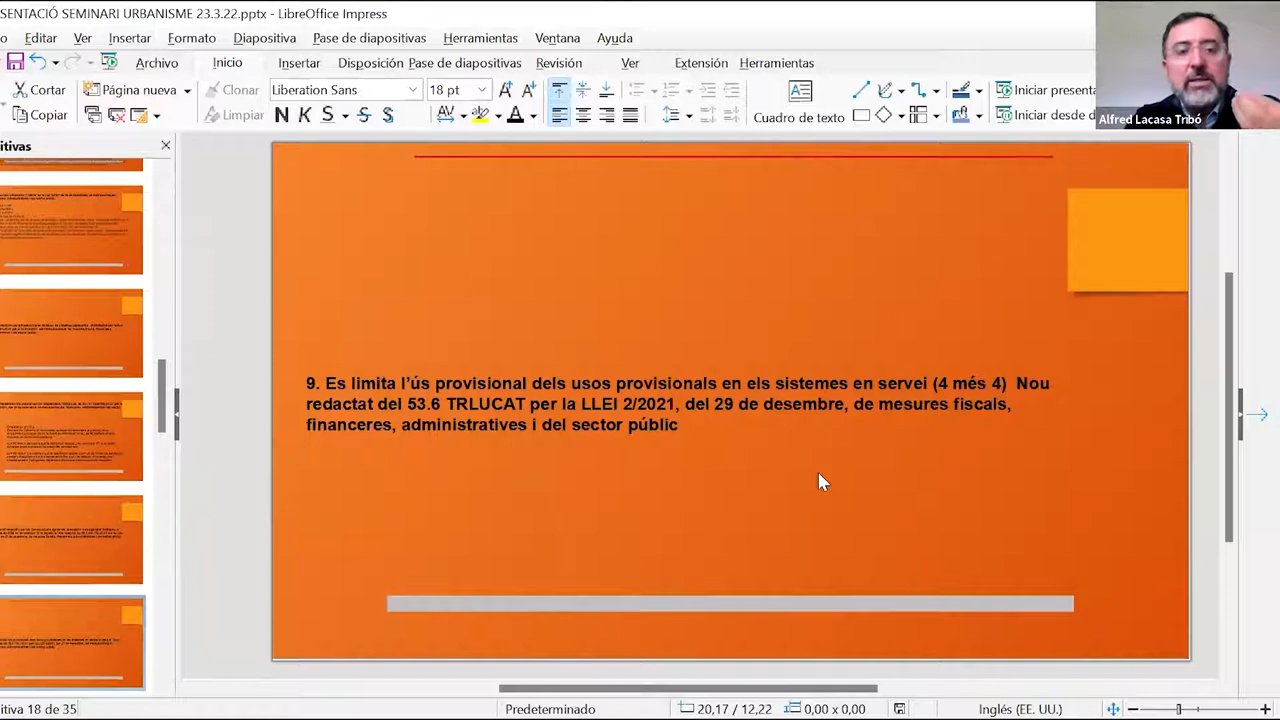 SENTACIÓ SEMINARI URBANISME 23.3.22.pptx - LibreOffice Impress
o Editar Ver Insertar Formato Diapositiva Pase de diapositivas Herramientas Ventana Ayuda
Archivo Inicio Insertar Disposición Pase de diapositivas Revisión Ver Extensión Herramientas
Cortar Página nueva Clonar Liberation Sans 18 pt Iniciar present
Copiar Limpiar N K S S S A Cuadro de texto Iniciar desde d
Alfred Lacasa Tribó
itivas
9. Es limita l’ús provisional dels usos provisionals en els sistemes en servei (4 més 4) Nou
redactat del 53.6 TRLUCAT per la LLEI 2/2021, del 29 de desembre, de mesures fiscals,
financeres, administratives i del sector públic
itiva 18 de 35 Predeterminado 20,17 / 12,22 0,00 x 0,00 Inglés (EE. UU.)